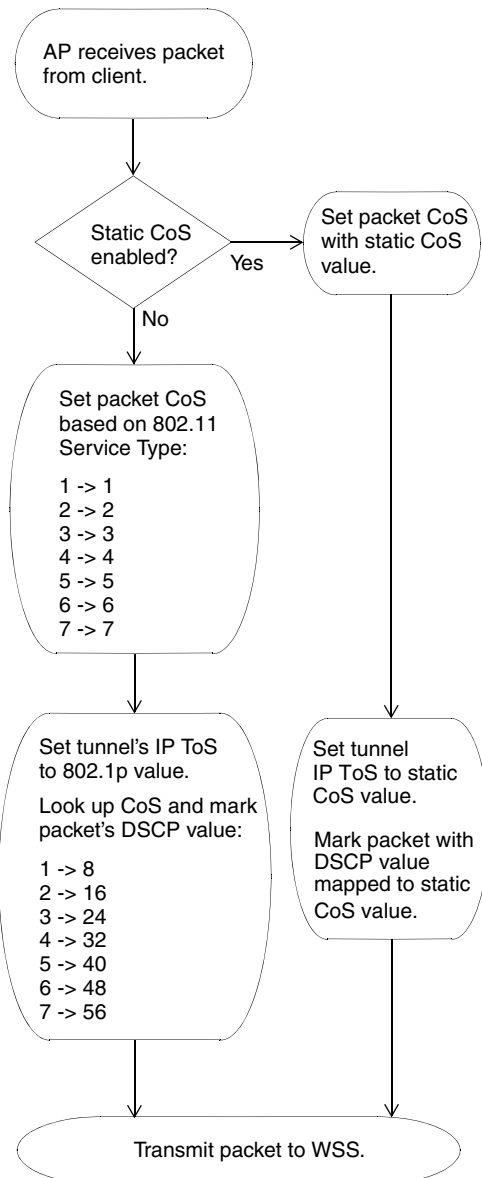 AP receives packet
from client.
Static CoS
enabled?
Yes
Set packet CoS
with static CoS
value.
No
Set packet CoS
based on 802.11
Service Type:
1 -> 1
2 -> 2
3 -> 3
4 -> 4
5 -> 5
6 -> 6
7 -> 7
Set tunnel’s IP ToS
to 802.1p value.
Look up CoS and mark
packet’s DSCP value:
1 -> 8
2 -> 16
3 -> 24
4 -> 32
5 -> 40
6 -> 48
7 -> 56
Set tunnel
IP ToS to static
CoS value.
Mark packet with
DSCP value
mapped to static
CoS value.
Transmit packet to WSS.